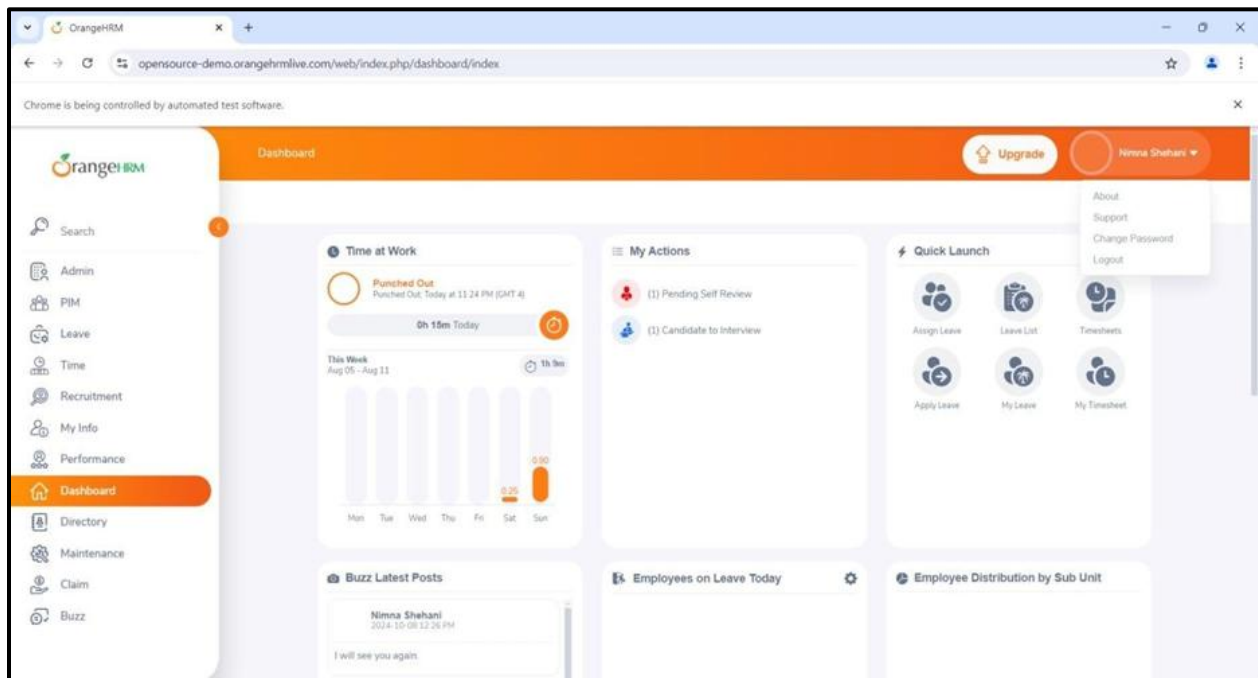 OrangeHRM
opensource-demo.orangehrmlive.com/web/index.php/dashboard/index
Chrome is being controlled by automated test software.
OrangeHRM
Dashboard
Upgrade
Nimna Shehani
About
Support
Change Password
Logout
Search
Admin
PIM
Leave
Time
Recruitment
My Info
Performance
Dashboard
Directory
Maintenance
Claim
Buzz
Time at Work
Punched Out
Punched Out: Today at 11:24 PM (GMT 4)
0h 15m Today
This Week
Aug 05 - Aug 11
1h 9m
0.25
0.90
Mon Tue Wed Thu Fri Sat Sun
My Actions
(1) Pending Self Review
(1) Candidate to Interview
Quick Launch
Assign Leave
Leave List
Timesheets
Apply Leave
My Leave
My Timesheet
Buzz Latest Posts
Nimna Shehani
2024-10-08 12:26 PM
I will see you again
Employees on Leave Today
Employee Distribution by Sub Unit